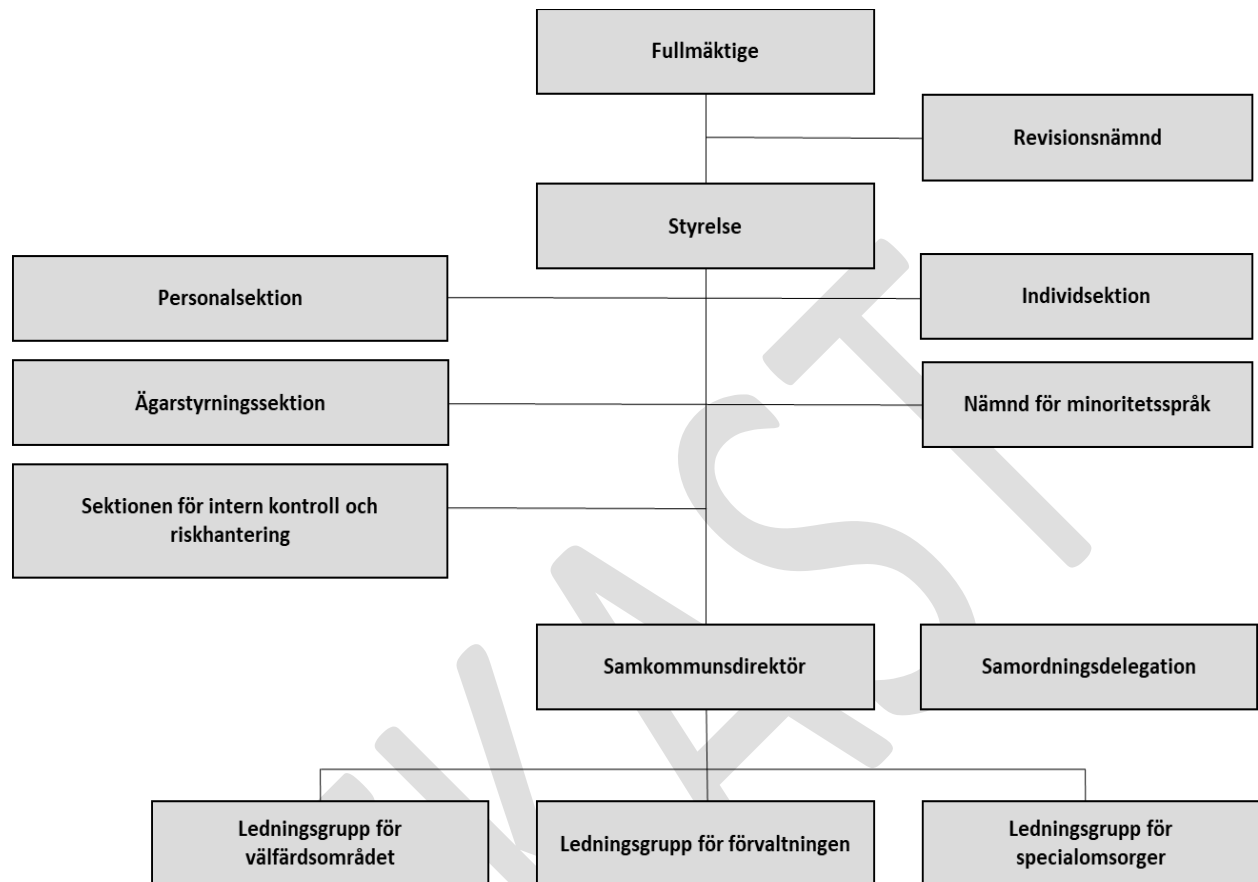 Fullmäktige
Revisionsnämnd
Styrelse
Personalsektion
Individsektion
Ägarstyrningssektion
Nämnd för minoritetsspråk
Sektionen för intern kontroll och
riskhantering
Samkommunsdirektör
Samordningsdelegation
Ledningsgrupp för
välfärdsområdet
Ledningsgrupp för förvaltningen
Ledningsgrupp för
specialomsorger
KAST